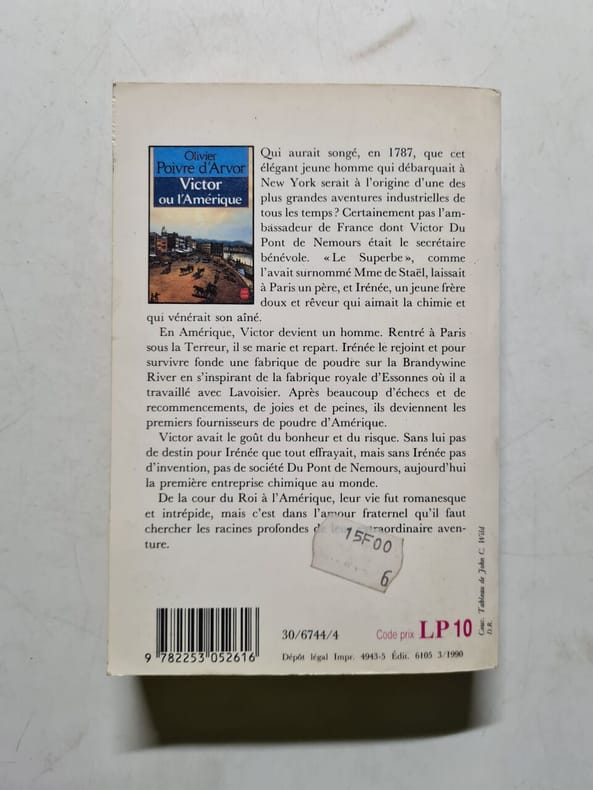 Olivier
Poivre d'Arvor
Victor
ou l'Amérique
Qui aurait songé, en 1787, que cet
élégant jeune homme qui débarquait à
New York serait à l'origine d'une des
plus grandes aventures industrielles de
tous les temps ? Certainement pas l'am-
bassadeur de France dont Victor Du
Pont de Nemours était le secrétaire
bénévole. «Le Superbe», comme
l'avait surnommé Mme de Staël, laissait
à Paris un père, et Irénée, un jeune frère
doux et rêveur qui aimait la chimie et
qui vénérait son aîné.
En Amérique, Victor devient un homme. Rentré à Paris
sous la Terreur, il se marie et repart. Irénée le rejoint et pour
survivre fonde une fabrique de poudre sur la Brandywine
River en s'inspirant de la fabrique royale d'Essonnes où il a
travaillé avec Lavoisier. Après beaucoup d'échecs et de
recommencements, de joies et de peines, ils deviennent les
premiers fournisseurs de poudre d'Amérique.
Victor avait le goût du bonheur et du risque. Sans lui pas
de destin pour Irénée que tout effrayait, mais sans Irénée pas
d'invention, pas de société Du Pont de Nemours, aujourd'hui
la première entreprise chimique au monde.
De la cour du Roi à l'Amérique, leur vie fut romanesque
et intrépide, mais c'est dans l'amour fraternel qu'il faut
chercher les racines profondes de leur extraordinaire aven-
ture.
15F00
6
Couv. Tableau de John C. Wild
D.R.
30/6744/4
Code prix LP 10
9 782253 052616
Dépôt légal Impr. 4943-5 Édit. 6105 3/1990